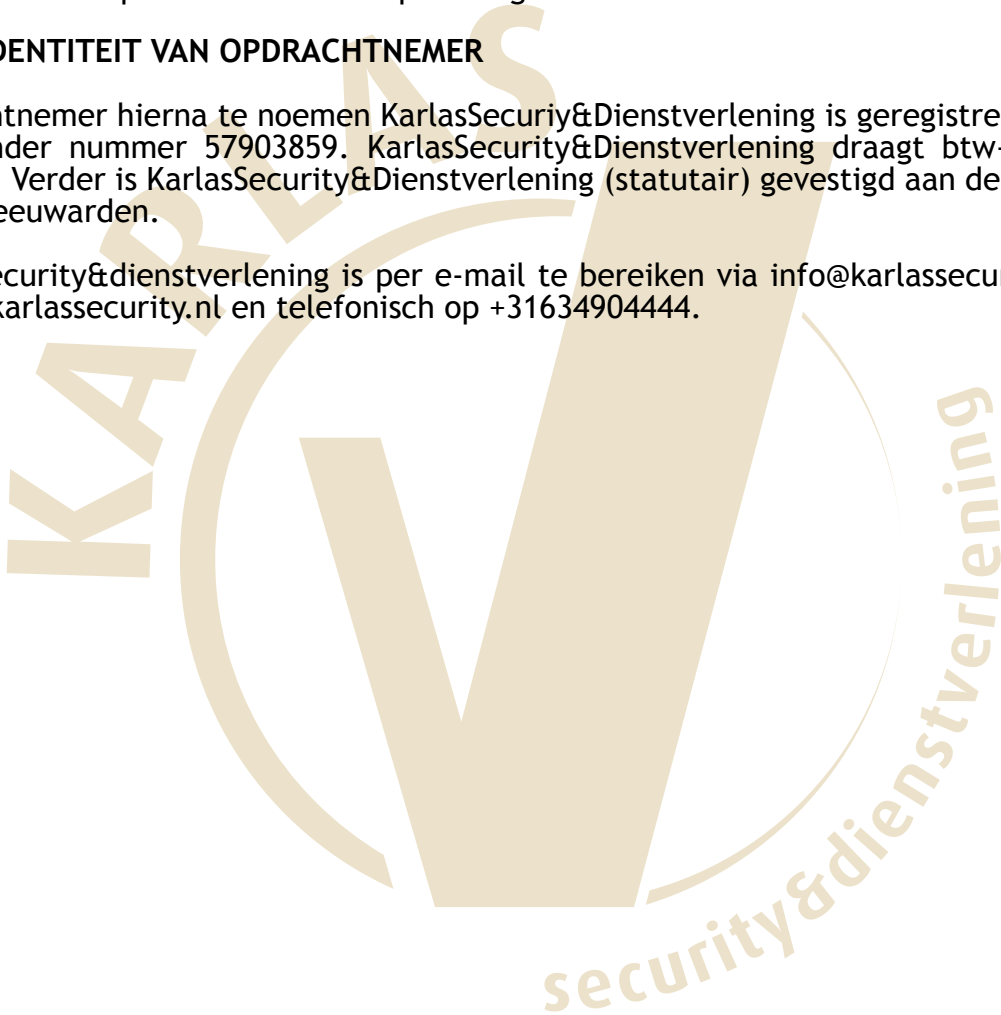 DENTITEIT VAN OPDRACHTNEMER
ntnemer hierna te noemen KarlasSecuriy&Dienstverlening is geregistre
nder nummer 57903859. KarlasSecurity&Dienstverlening draagt btw-
Verder is KarlasSecurity&Dienstverlening (statutair) gevestigd aan de
eeuwarden.
ecurity&dienstverlening is per e-mail te bereiken via info@karlassecur
karlassecurity.nl en telefonisch op +31634904444.
KARLAS
security&dienstverlening